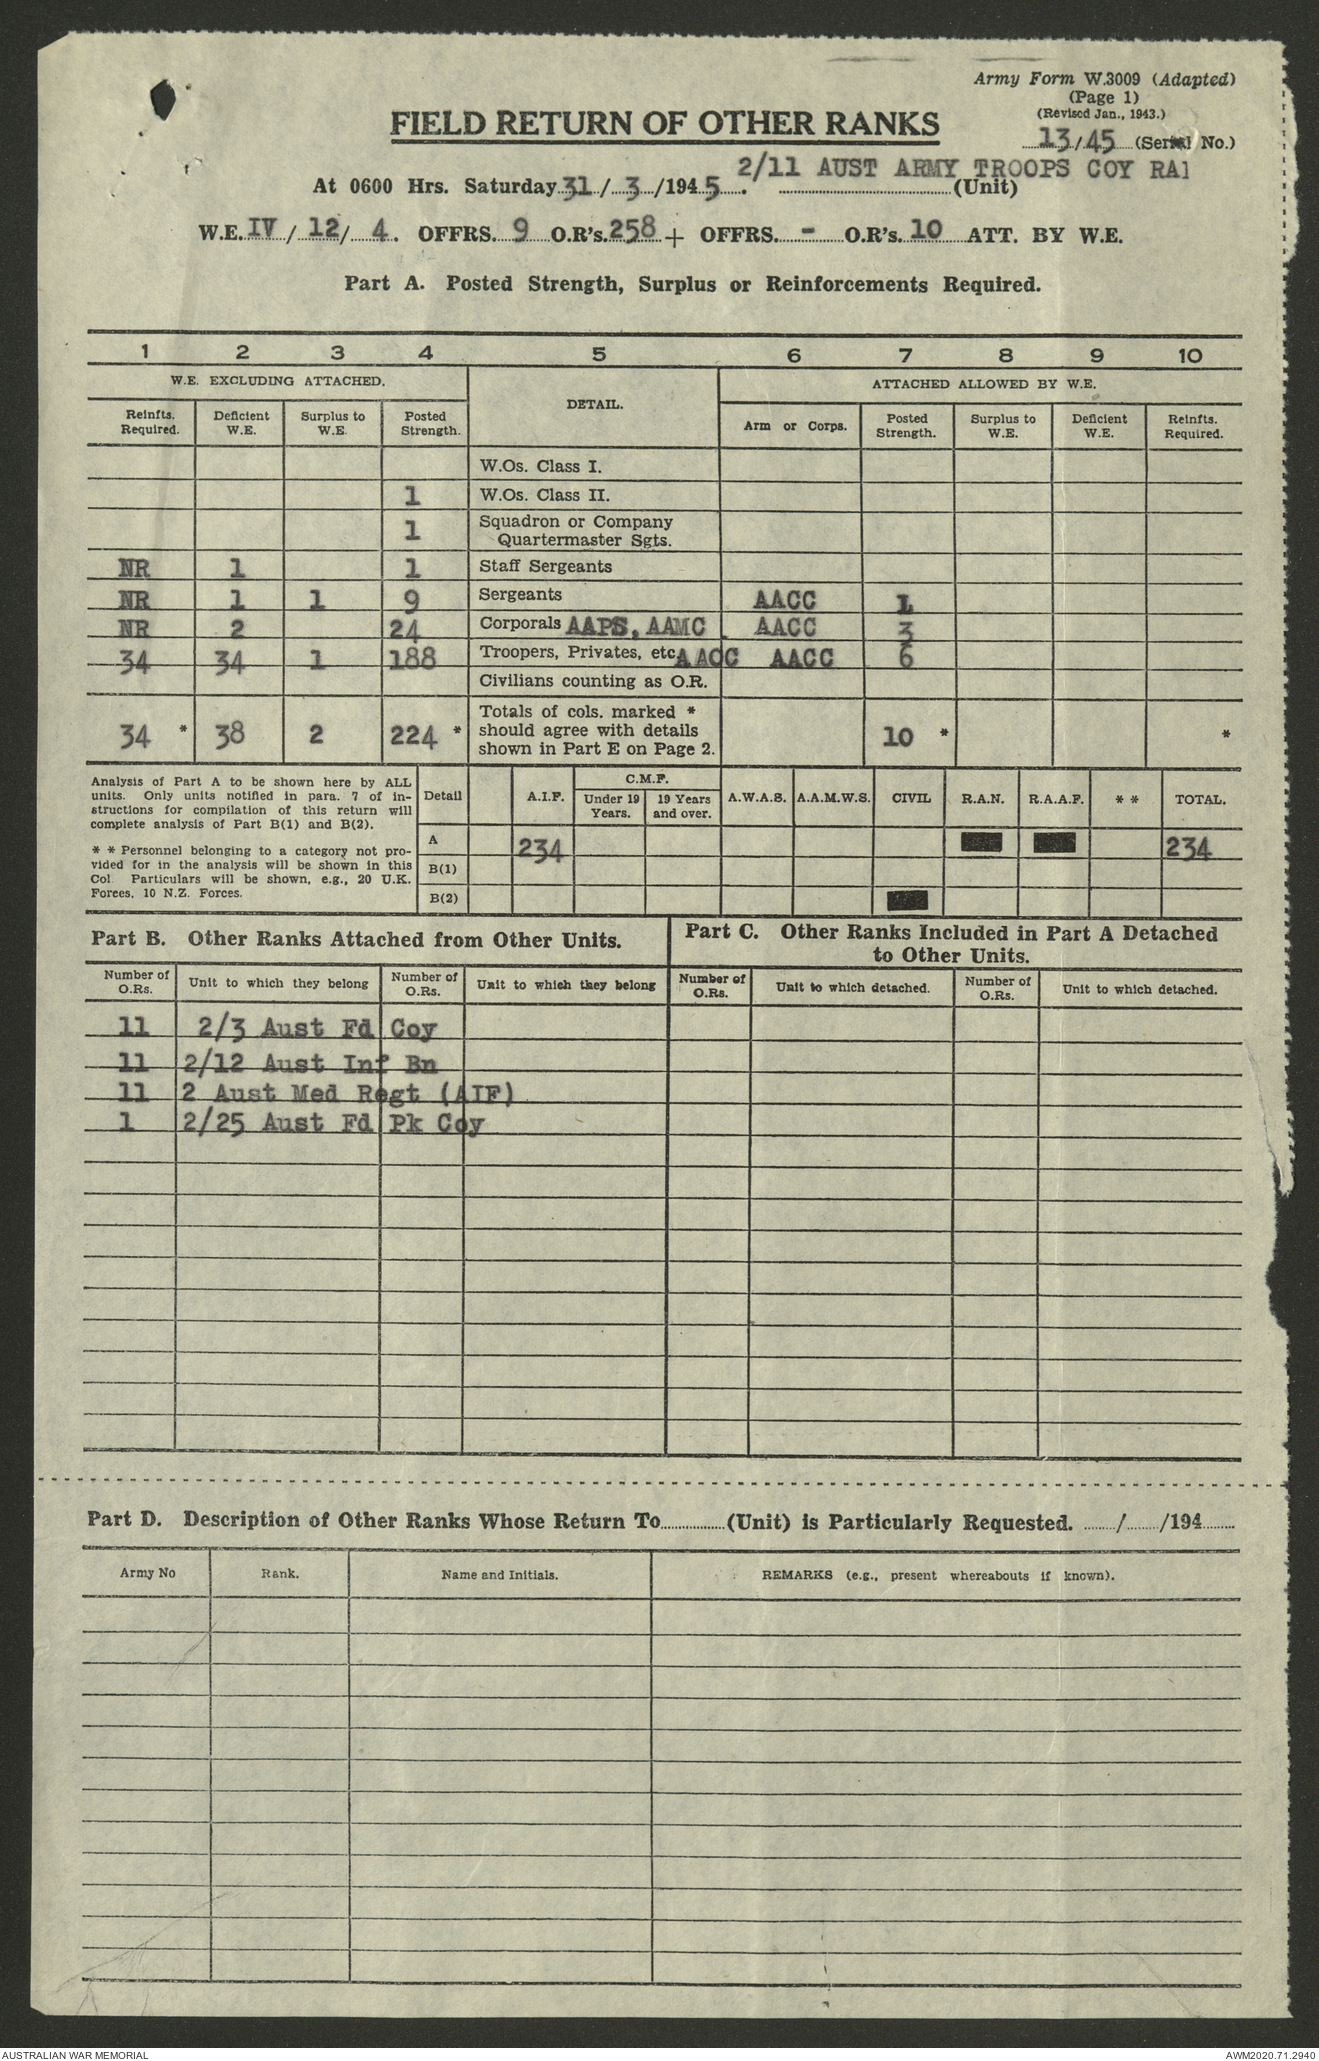 Army Form W.3009 (Adapted)
(Page 1)
(Revised Jan., 1943.)
FIELD RETURN OF OTHER RANKS
13/45 (Serial No.)
2/11 AUST ARMY TROOPS COY RAE
At 0600 Hrs. Saturday 31/3/1945. (Unit)
W.E. IV/12/4. OFFRS. 9 O.R's. 258 + OFFRS. - O.R's. 10 ATT. BY W.E.
Part A. Posted Strength, Surplus or Reinforcements Required.
1 2 3 4 5 6 7 8 9 10
W.E. EXCLUDING ATTACHED. DETAIL. ATTACHED ALLOWED BY W.E.
Reinfts. Required. Deficient W.E. Surplus to W.E. Posted Strength. Arm or Corps. Posted Strength. Surplus to W.E. Deficient W.E. Reinfts. Required.
W.Os. Class I.
1 W.Os. Class II.
1 Squadron or Company Quartermaster Sgts.
NR 1 1 Staff Sergeants
NR 1 1 9 Sergeants AACC 1
NR 2 24 Corporals AAPS, AAMC AACC 3
34 34 1 188 Troopers, Privates, etc. AACC AACC 6
Civilians counting as O.R.
34 * 38 2 224 * Totals of cols. marked * should agree with details shown in Part E on Page 2. 10 * *
Analysis of Part A to be shown here by ALL
units. Only units notified in para. 7 of in-
structions for compilation of this return will
complete analysis of Part B(1) and B(2).
* * Personnel belonging to a category not pro-
vided for in the analysis will be shown in this
Col. Particulars will be shown, e.g., 20 U.K.
Forces, 10 N.Z. Forces.
Detail A.I.F. C.M.F. Under 19 Years. 19 Years and over. A.W.A.S. A.A.M.W.S. CIVIL R.A.N. R.A.A.F. * * TOTAL.
A 234 234
B(1)
B(2)
Part B. Other Ranks Attached from Other Units.
Part C. Other Ranks Included in Part A Detached
to Other Units.
Number of O.Rs. Unit to which they belong Number of O.Rs. Unit to which they belong Number of O.Rs. Unit to which detached. Number of O.Rs. Unit to which detached.
11 2/3 Aust Fd Coy
11 2/12 Aust Inf Bn
11 2 Aust Med Regt (AIF)
1 2/25 Aust Fd Pk Coy
Part D. Description of Other Ranks Whose Return To (Unit) is Particularly Requested. / /194
Army No Rank. Name and Initials. REMARKS (e.g., present whereabouts if known).
AUSTRALIAN WAR MEMORIAL AWM2020.71.2940